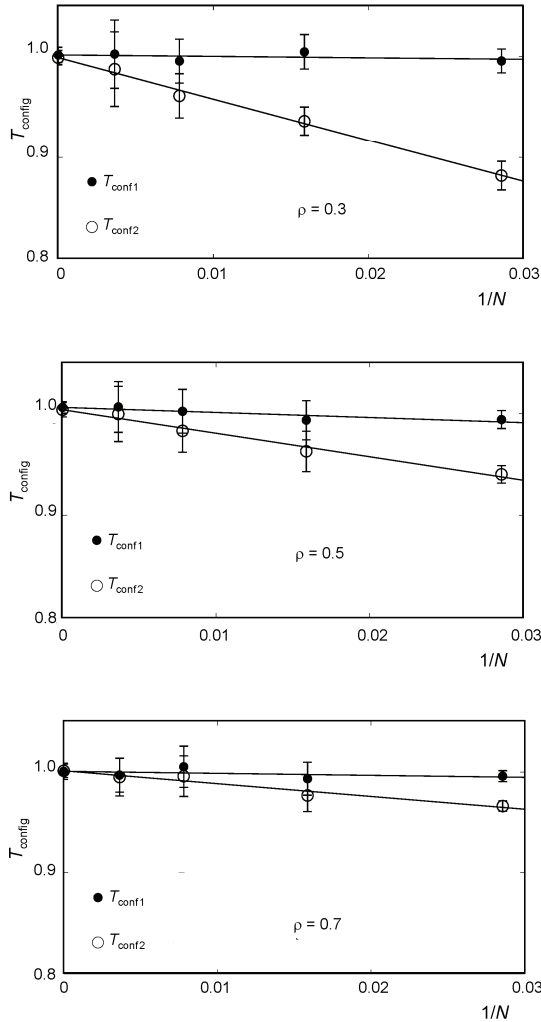 1.0
T_config
0.9
T_conf1
T_conf2
ρ = 0.3
0.8
0 0.01 0.02 0.03
1/N
1.0
T_config
0.9
T_conf1
T_conf2
ρ = 0.5
0.8
0 0.01 0.02 0.03
1/N
1.0
T_config
0.9
T_conf1
T_conf2
ρ = 0.7
0.8
0 0.01 0.02 0.03
1/N